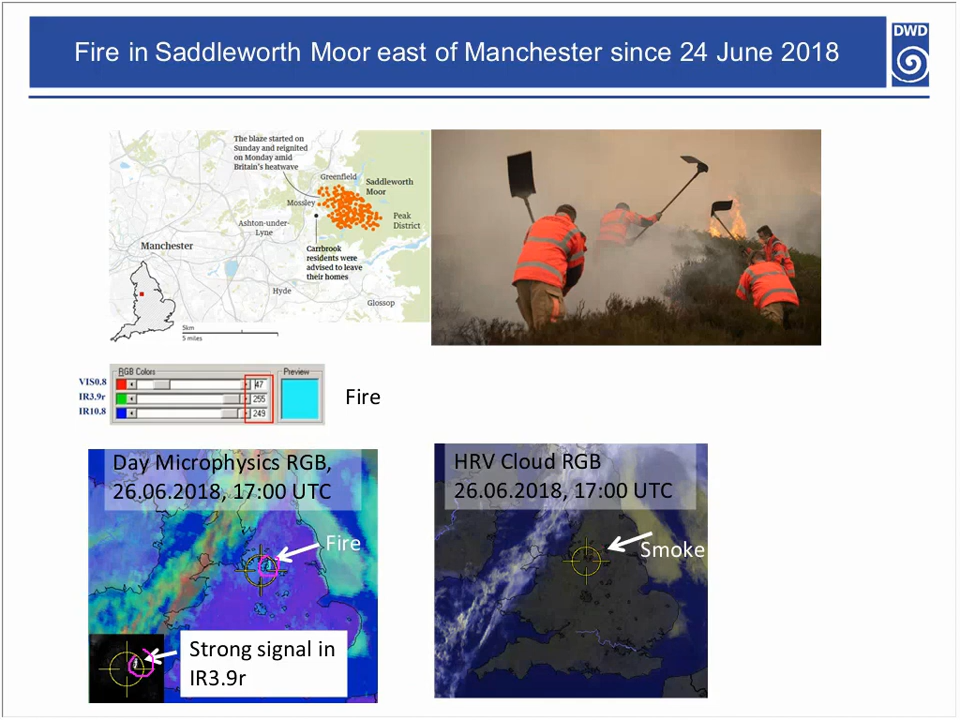 Fire in Saddleworth Moor east of Manchester since 24 June 2018
DWD
The blaze started on
Sunday and reignited
on Monday amid
Britain's heatwave
Greenfield
Saddleworth
Moor
Mossley
Peak
District
Ashton-under-
Lyne
Manchester
Carrbrook
residents were
advised to leave
their homes
Hyde
Glossop
5km
5 miles
RGB Colors
Preview
VIS0.8
47
IR3.9r
255
IR10.8
249
Fire
Day Microphysics RGB,
26.06.2018, 17:00 UTC
Fire
Strong signal in
IR3.9r
HRV Cloud RGB
26.06.2018, 17:00 UTC
Smoke